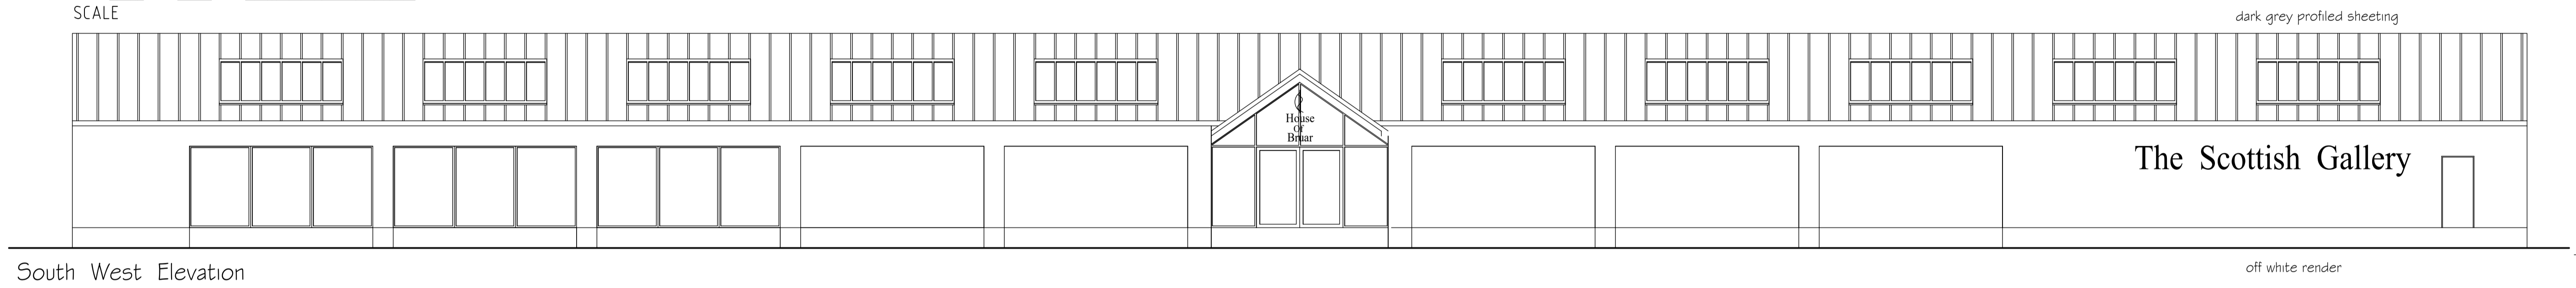 SCALE
dark grey profiled sheeting
House
Of
Bruar
The Scottish Gallery
South West Elevation
off white render